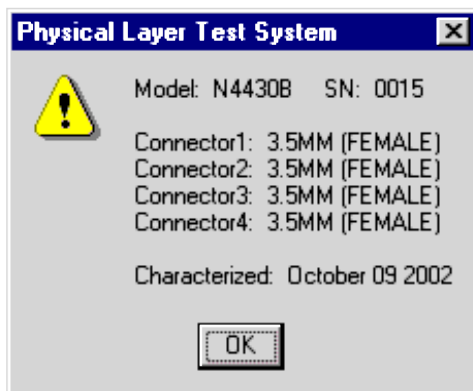 Physical Layer Test System
Model: N4430B SN: 0015
Connector1: 3.5MM (FEMALE)
Connector2: 3.5MM (FEMALE)
Connector3: 3.5MM (FEMALE)
Connector4: 3.5MM (FEMALE)
Characterized: October 09 2002
OK